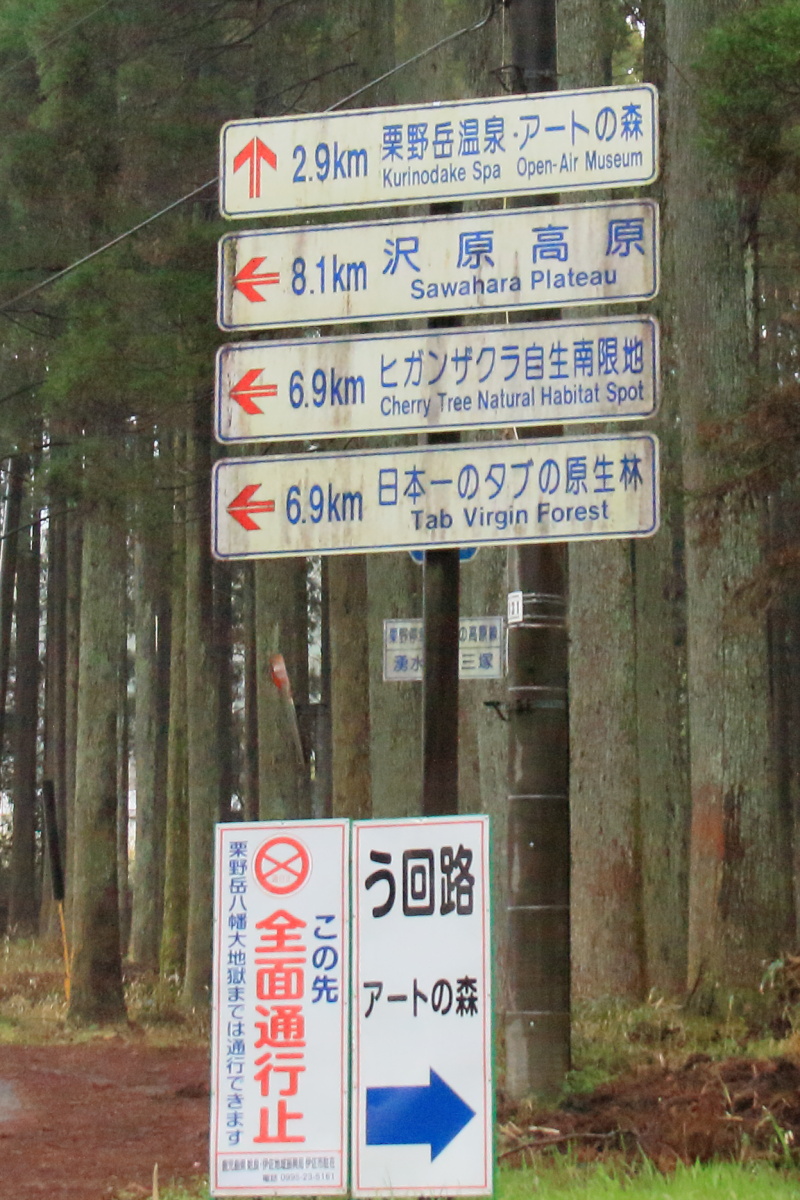 2.9km 栗野岳温泉・アートの森
Kurinodake Spa Open-Air Museum
8.1km 沢原高原
Sawahara Plateau
6.9km ヒガンザクラ自生南限地
Cherry Tree Natural Habitat Spot
6.9km 日本一のタブの原生林
Tab Virgin Forest
31
の高原線
湧水 三塚
この先
全面通行止
栗野岳八幡大地獄までは通行できます
う回路
アートの森